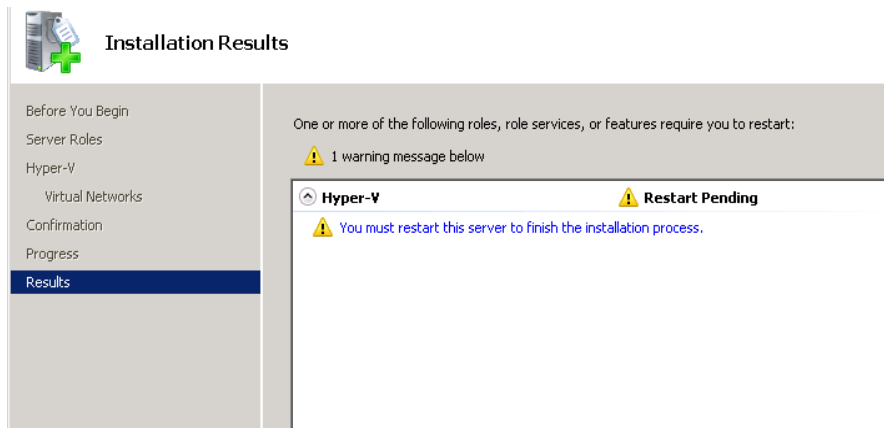 Installation Results
Before You Begin
Server Roles
Hyper-V
Virtual Networks
Confirmation
Progress
Results
One or more of the following roles, role services, or features require you to restart:
1 warning message below
Hyper-V Restart Pending
You must restart this server to finish the installation process.